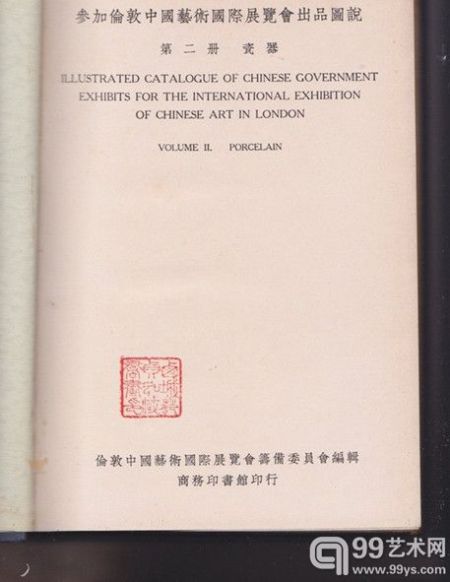 參加倫敦中國藝術國際展覽會出品圖說
第二册 瓷器
ILLUSTRATED CATALOGUE OF CHINESE GOVERNMENT
EXHIBITS FOR THE INTERNATIONAL EXHIBITION
OF CHINESE ART IN LONDON
VOLUME II. PORCELAIN
倫敦中國藝術國際展覽會籌備委員會編輯
商務印書館印行
99艺术网
www.99ys.com